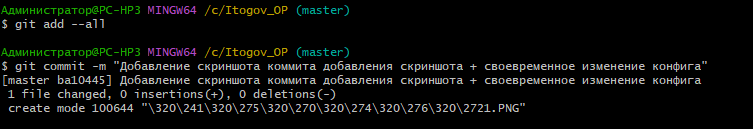 Администратор@PC-HP3 MINGW64 /c/Itogov_OP (master)
$ git add --all
Администратор@PC-HP3 MINGW64 /c/Itogov_OP (master)
$ git commit -m "Добавление скриншота коммита добавления скриншота + своевременное изменение конфига"
[master ba10445] Добавление скриншота коммита добавления скриншота + своевременное изменение конфига
1 file changed, 0 insertions(+), 0 deletions(-)
create mode 100644 "\320\241\320\275\320\270\320\274\320\276\320\2721.PNG"